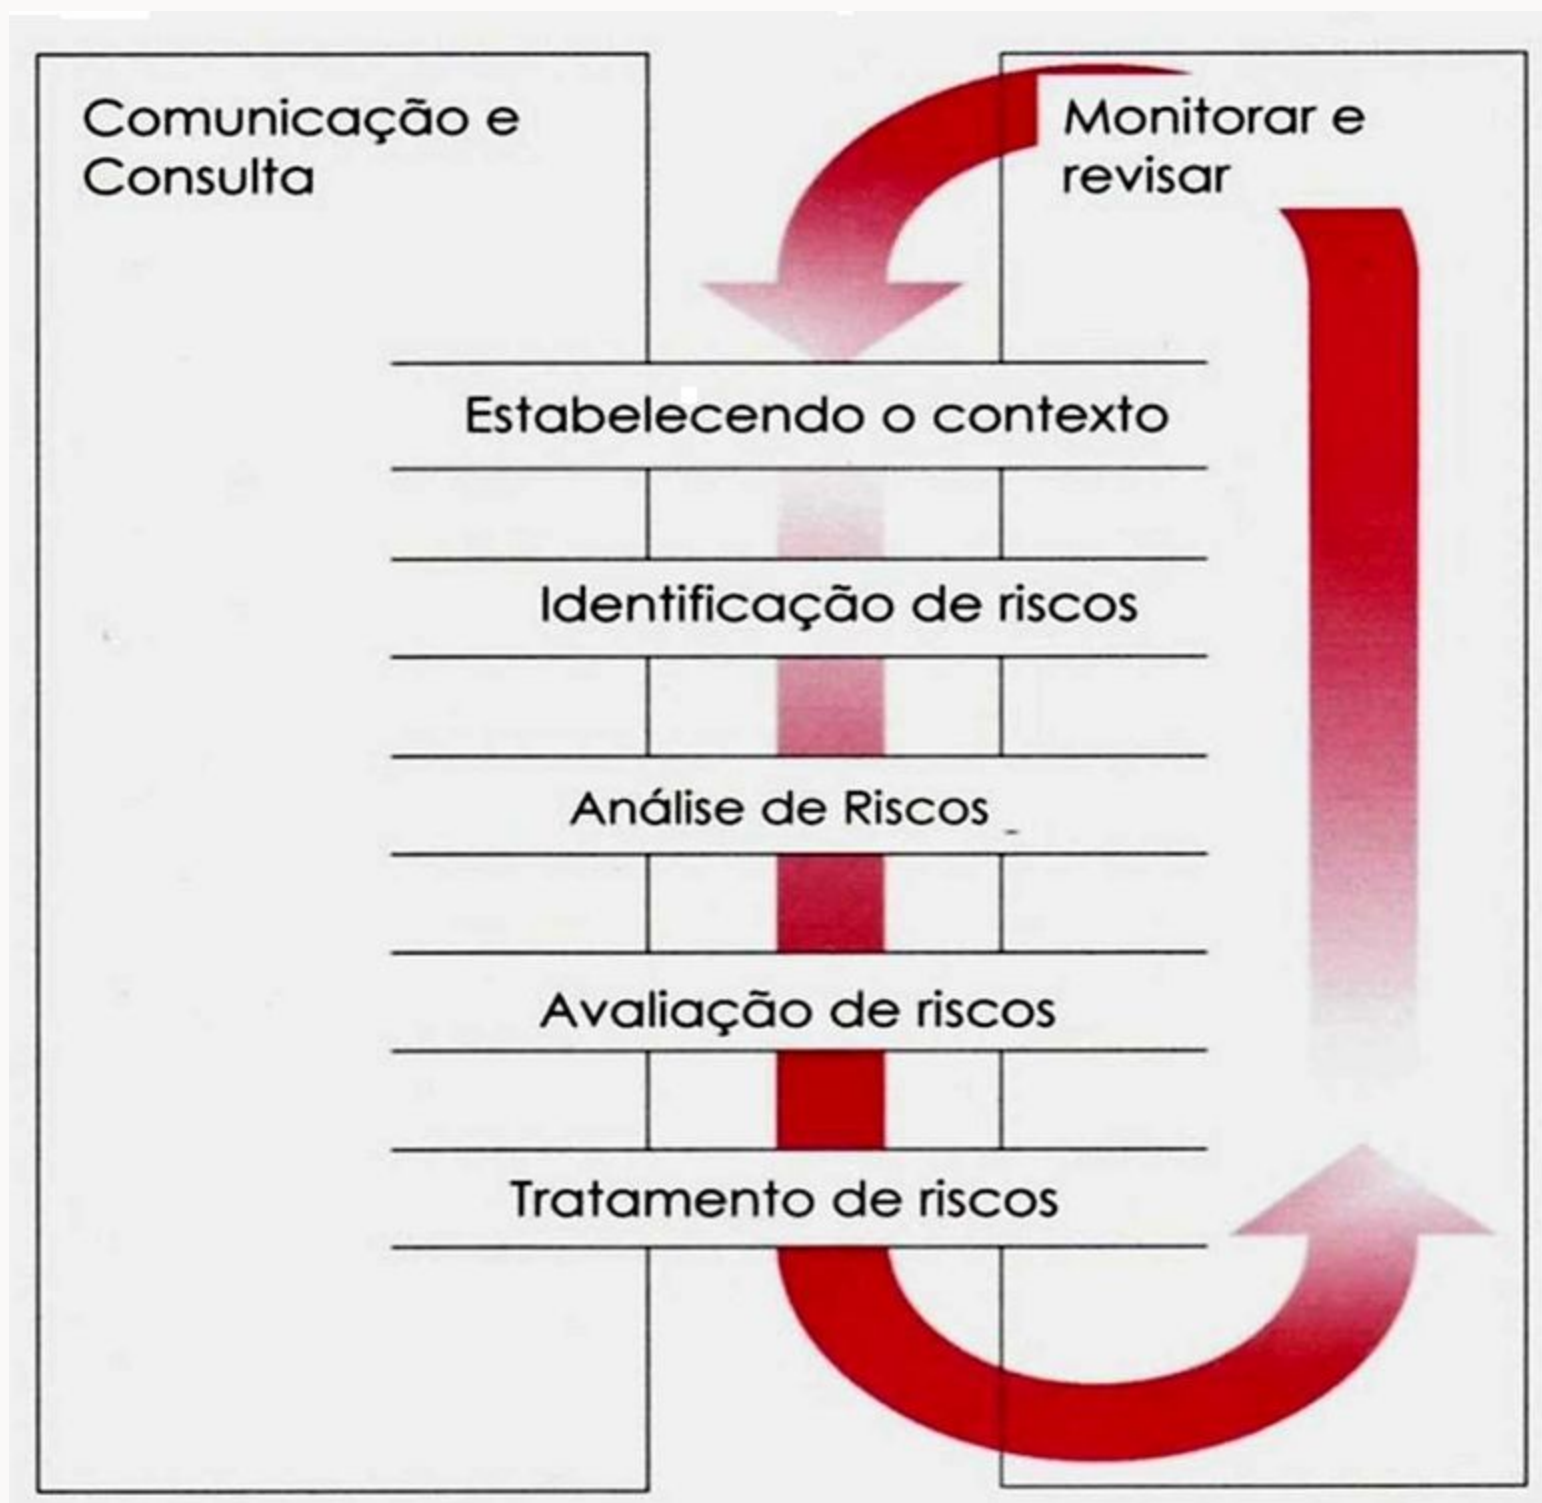 Comunicação e
Consulta
Monitorar e
revisar
Estabelecendo o contexto
Identificação de riscos
Análise de Riscos
Avaliação de riscos
Tratamento de riscos